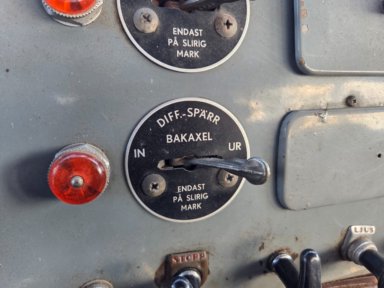 ENDAST
PÅ SLIRIG
MARK
DIFF.-SPÄRR
BAKAXEL
IN UR
ENDAST
PÅ SLIRIG
MARK
LJUS